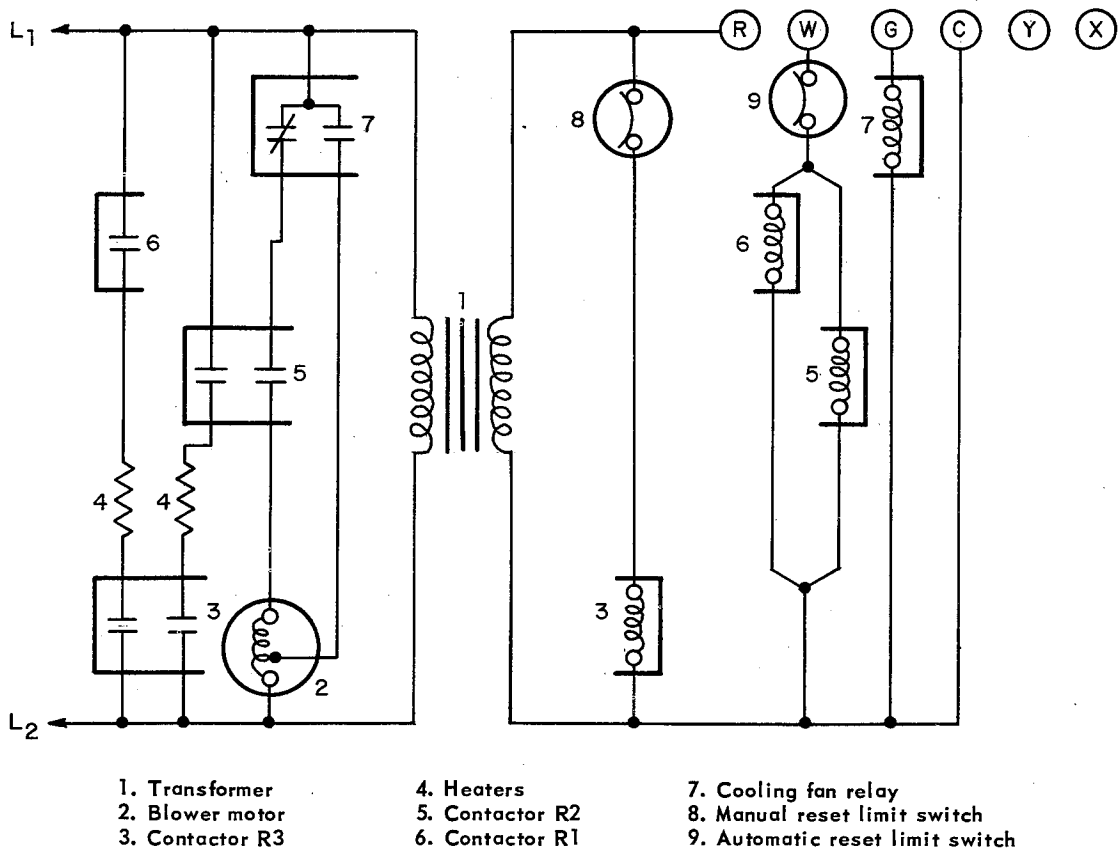 L1 R W G C Y X
7
8 9 7
6 6
1
5 5
4 4
3 3
2
L2
1. Transformer 4. Heaters 7. Cooling fan relay
2. Blower motor 5. Contactor R2 8. Manual reset limit switch
3. Contactor R3 6. Contactor R1 9. Automatic reset limit switch